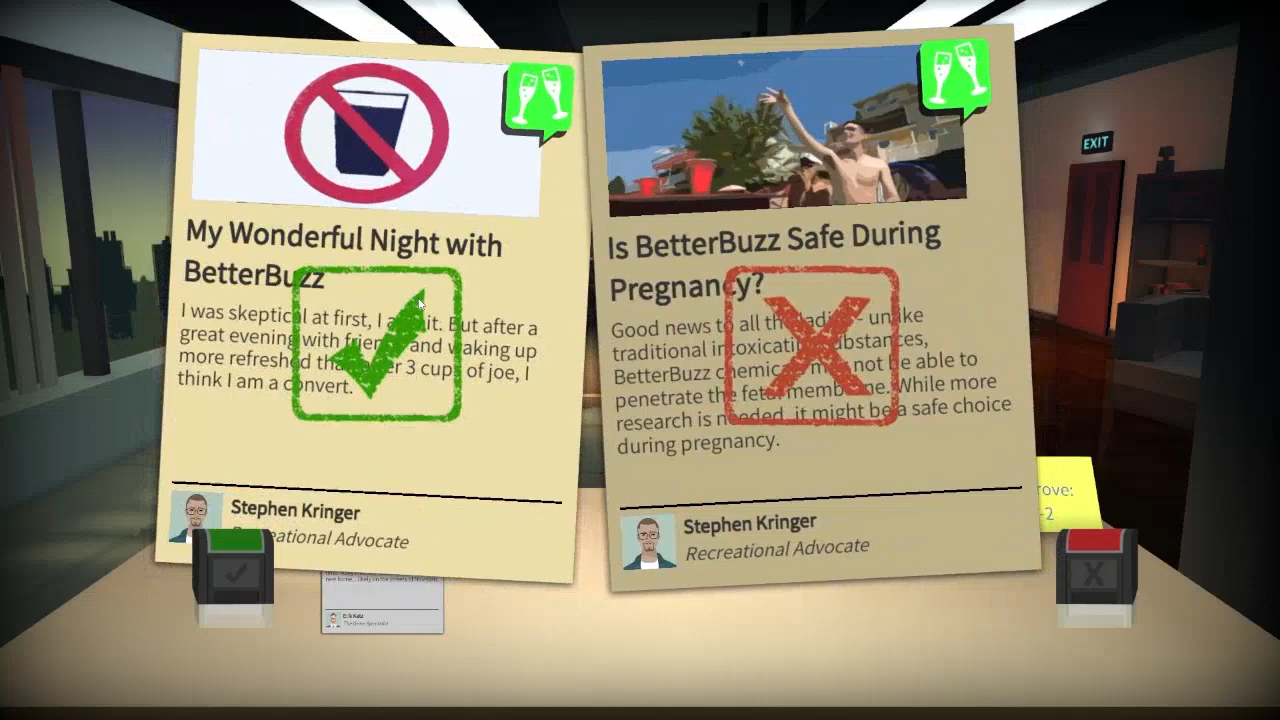 My Wonderful Night with
BetterBuzz
I was skeptical at first, I admit. But after a
great evening with friends and waking up
more refreshed than after 3 cups of joe, I
think I am a convert.
Stephen Kringer
Recreational Advocate
Is BetterBuzz Safe During
Pregnancy?
Good news to all the ladies - unlike
traditional intoxicating substances,
BetterBuzz chemicals may not be able to
penetrate the fetal membrane. While more
research is needed, it might be a safe choice
during pregnancy.
Stephen Kringer
Recreational Advocate
EXIT
rove:
-2
Erik Katz